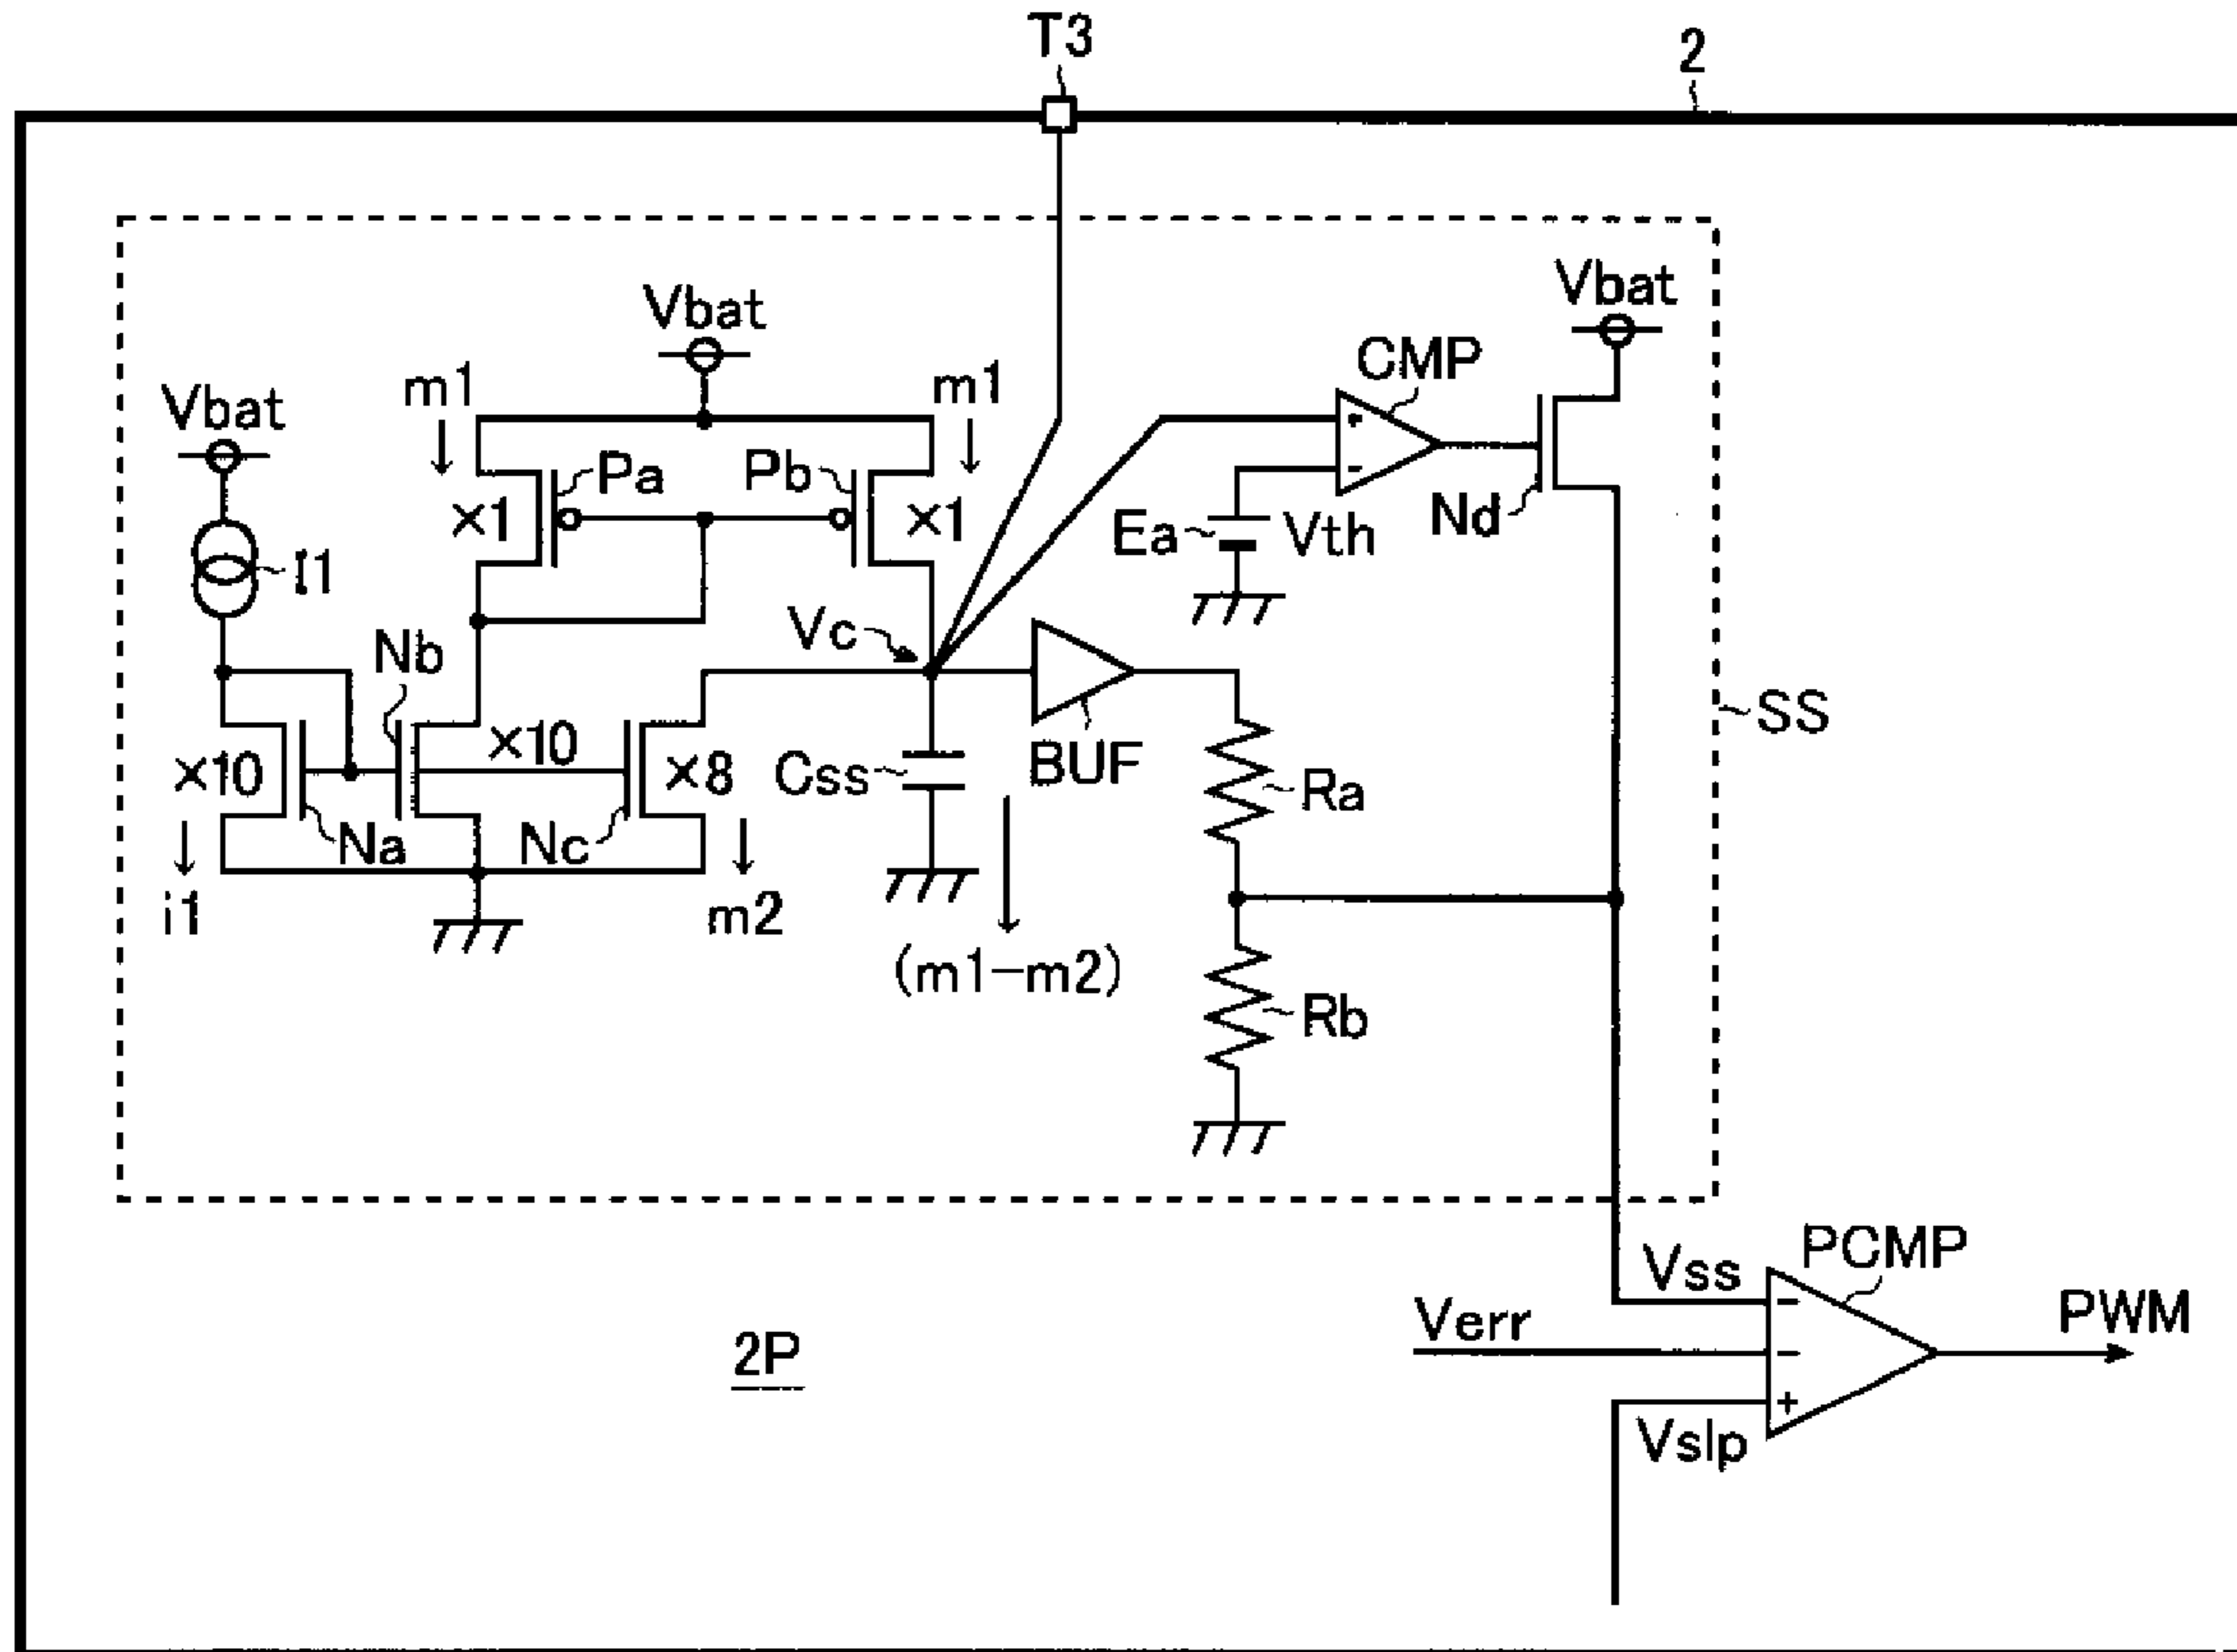 T3
2
Vbat
Vbat
CMP
m1
m1
Vbat
Pa
Pb
×1
×1
Nd
Ea
Vth
I1
Vc
Nb
SS
×10
×10
×8
Css
BUF
Ra
Na
Nc
i1
m2
(m1-m2)
Rb
PCMP
Vss
PWM
Verr
2P
Vslp